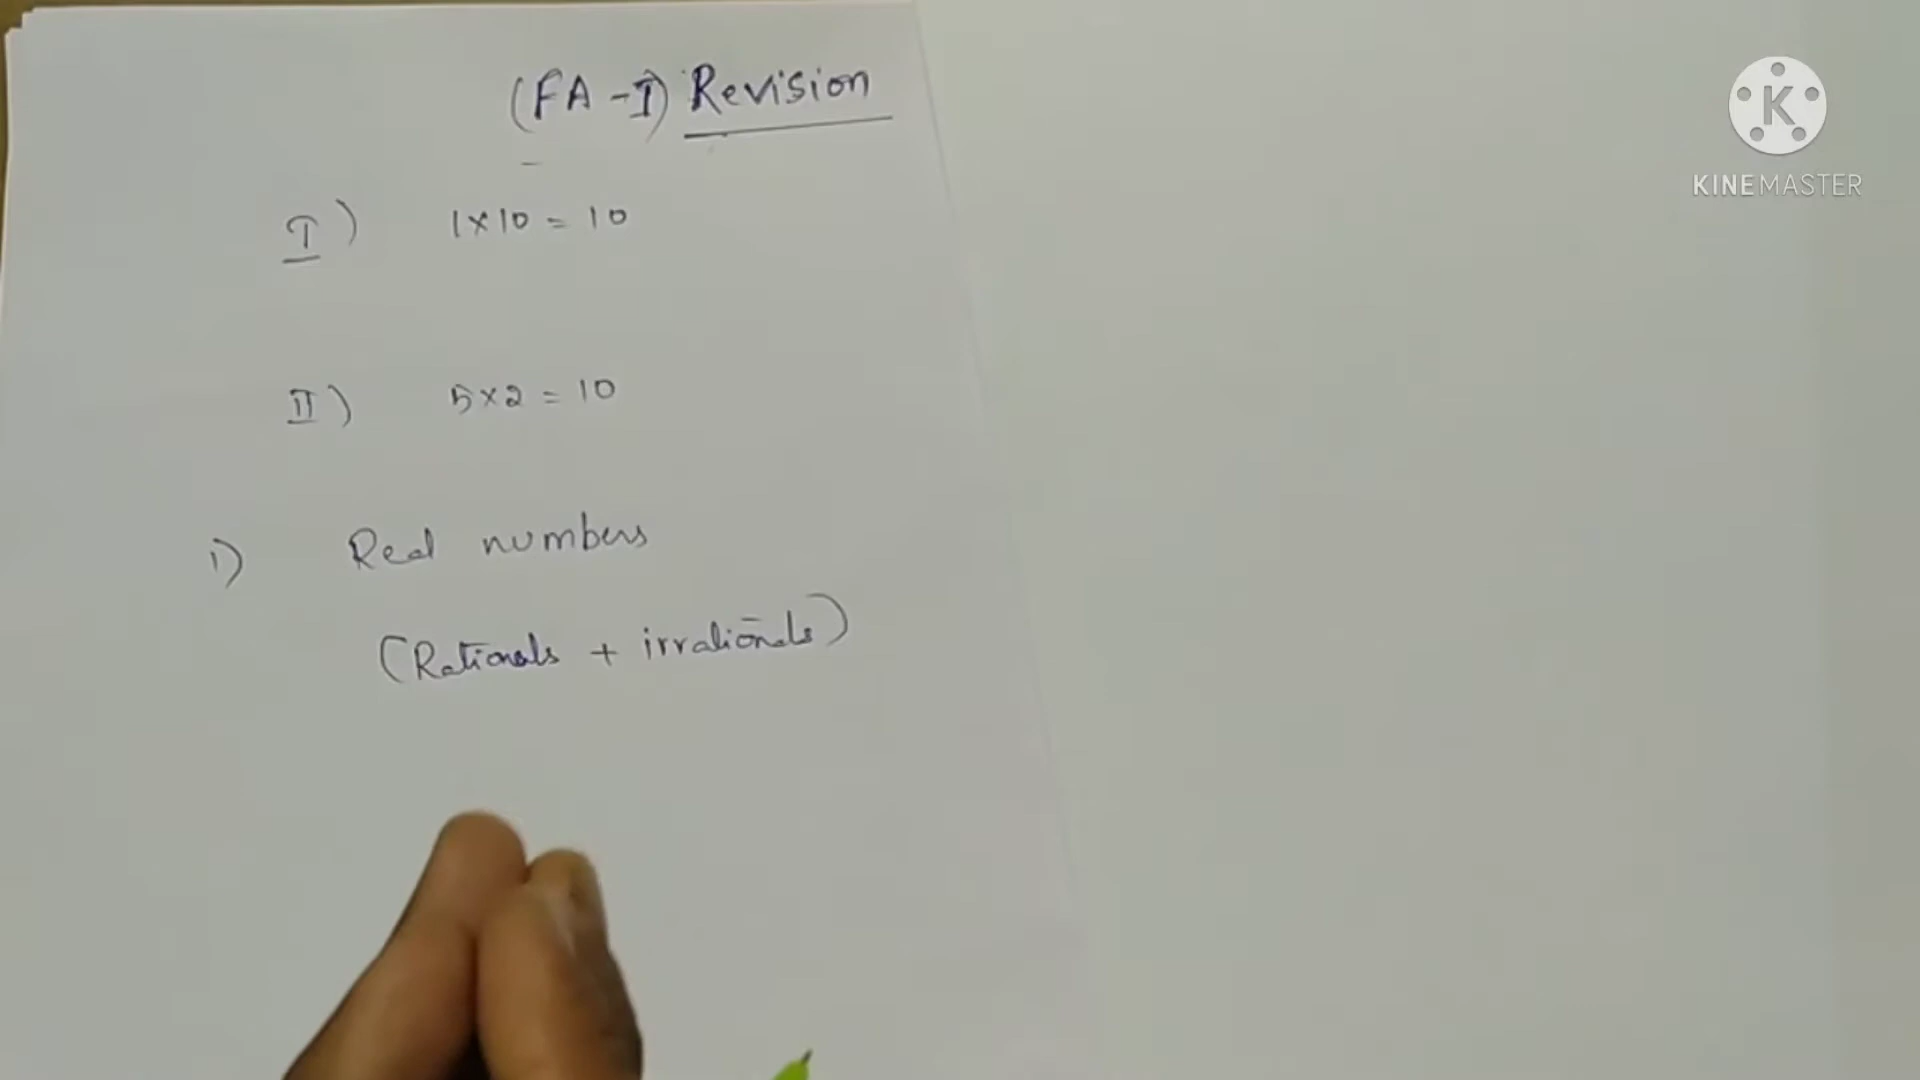 (FA-I) Revision
I) 1×10 = 10
II) 5×2 = 10
1) Real numbers
(Rationals + irrationals)
K
KINEMASTER